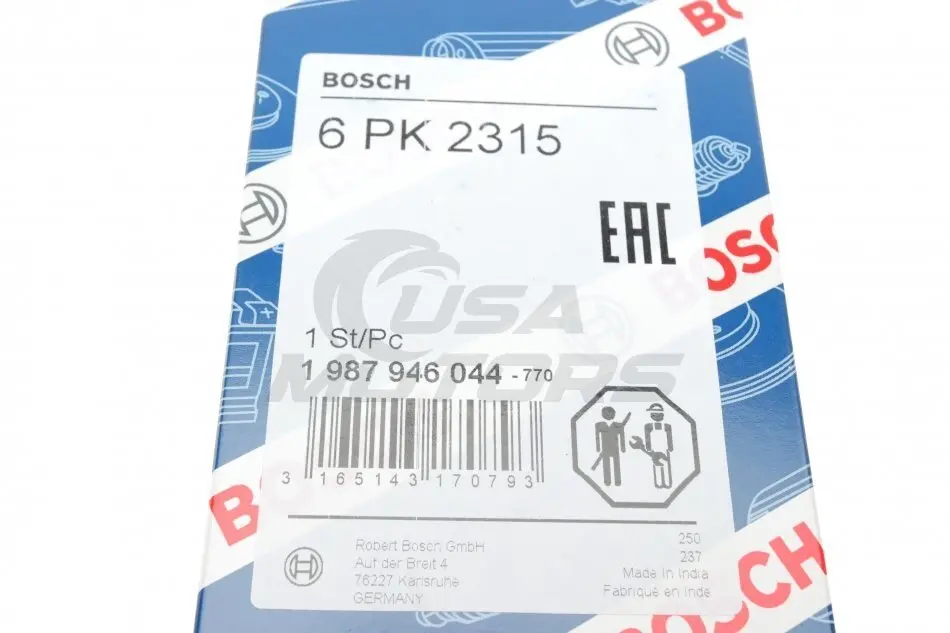 BOSCH
6 PK 2315
BOSCH
EAC
BOSCH
USA
MOTORS
1 St/Pc
1 987 946 044 - 770
3 165143 170793
Robert Bosch GmbH
Auf der Breit 4
76227 Karlsruhe
GERMANY
250
237
Made in India
Fabriqué en Inde
BOSCH